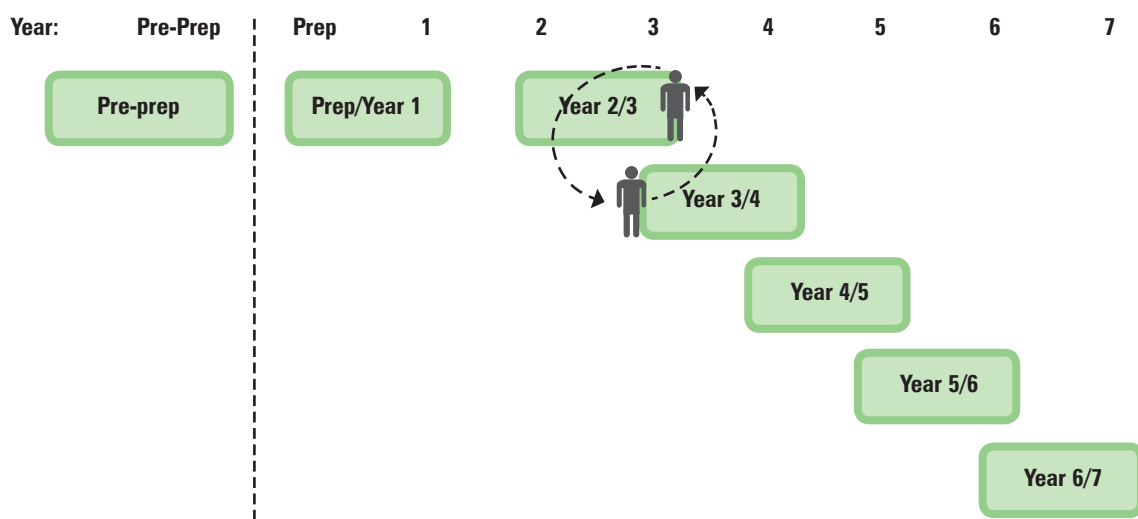 Year: Pre-Prep Prep 1 2 3 4 5 6 7
Pre-prep Prep/Year 1 Year 2/3
Year 3/4
Year 4/5
Year 5/6
Year 6/7